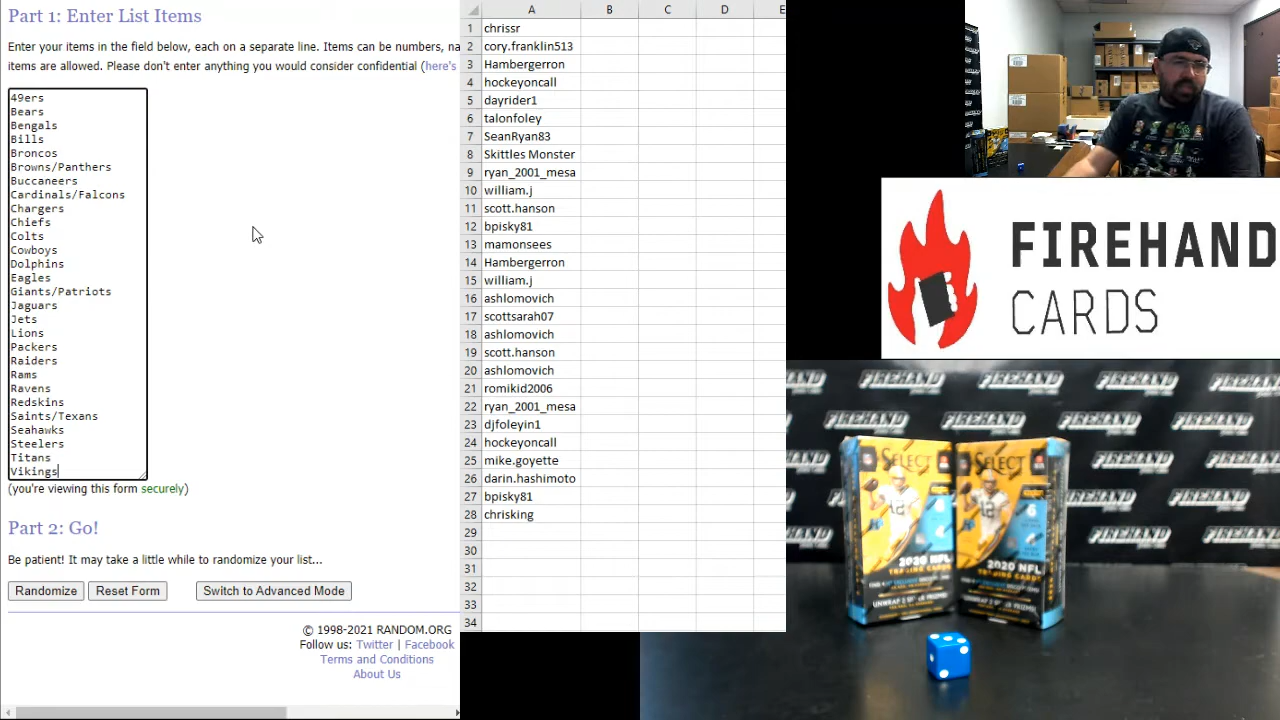 Part 1: Enter List Items
Enter your items in the field below, each on a separate line. Items can be numbers, na
items are allowed. Please don't enter anything you would consider confidential (here's
49ers
Bears
Bengals
Bills
Broncos
Browns/Panthers
Buccaneers
Cardinals/Falcons
Chargers
Chiefs
Colts
Cowboys
Dolphins
Eagles
Giants/Patriots
Jaguars
Jets
Lions
Packers
Raiders
Rams
Ravens
Redskins
Saints/Texans
Seahawks
Steelers
Titans
Vikings
(you're viewing this form securely)
Part 2: Go!
Be patient! It may take a little while to randomize your list...
Randomize
Reset Form
Switch to Advanced Mode
© 1998-2021 RANDOM.ORG
Follow us: Twitter | Facebook
Terms and Conditions
About Us
A B C D E
1 chrissr
2 cory.franklin513
3 Hambergerron
4 hockeyoncall
5 dayrider1
6 talonfoley
7 SeanRyan83
8 Skittles Monster
9 ryan_2001_mesa
10 william.j
11 scott.hanson
12 bpisky81
13 mamonsees
14 Hambergerron
15 william.j
16 ashlomovich
17 scottsarah07
18 ashlomovich
19 scott.hanson
20 ashlomovich
21 romikid2006
22 ryan_2001_mesa
23 djfoleyin1
24 hockeyoncall
25 mike.goyette
26 darin.hashimoto
27 bpisky81
28 chrisking
29
30
31
32
33
34
FIREHAND
CARDS
FIREHAND
SELECT
12
6
2020 NFL
TRADING CARDS
SELECT
12
6
2020 NFL
TRADING CARDS